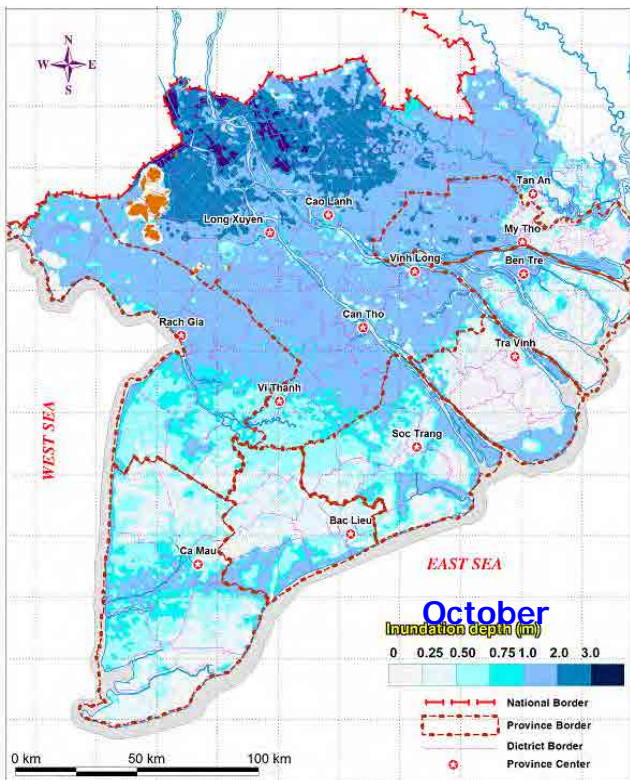 N
W E
S
Tan An
Cao Lanh
Long Xuyen
My Tho
Vinh Long
Ben Tre
Can Tho
Rach Gia
Tra Vinh
Vi Thanh
Soc Trang
WEST SEA
Bac Lieu
Ca Mau
EAST SEA
October
Inundation depth (m)
0 0.25 0.50 0.75 1.0 2.0 3.0
National Border
Province Border
Dictrict Border
Province Center
0 km 50 km 100 km